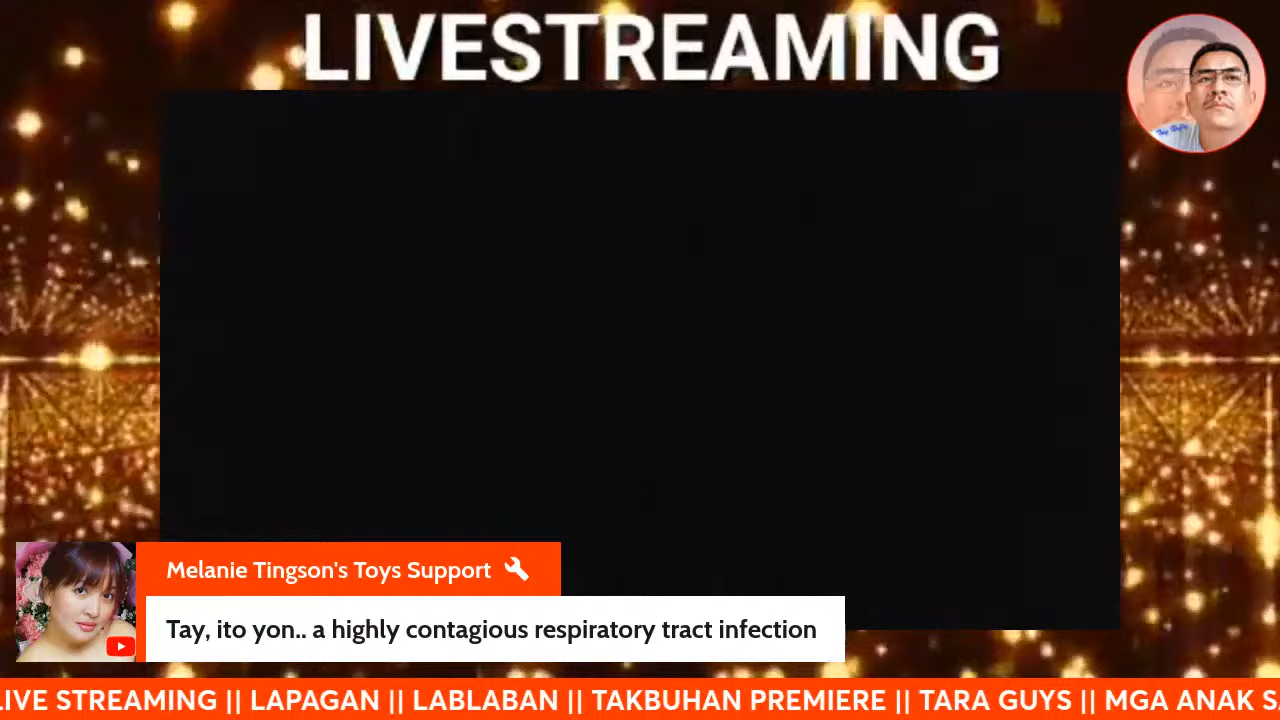 LIVESTREAMING
Melanie Tingson's Toys Support
Tay, ito yon.. a highly contagious respiratory tract infection
LIVE STREAMING || LAPAGAN || LABLABAN || TAKBUHAN PREMIERE || TARA GUYS || MGA ANAK